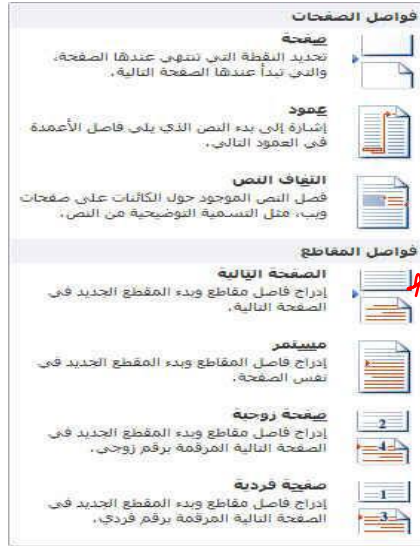 فواصل الصفحات
صفحة
تحديد النقطة التي تنتهي عندها الصفحة،
والتي تبدأ عندها الصفحة التالية.
عمود
إشارة إلى بدء النص الذي يلي فاصل الأعمدة
في العمود التالي.
التفاف النص
فصل النص الموجود حول الكائنات على صفحات
ويب، مثل التسمية التوضيحية من النص.
فواصل المقاطع
الصفحة التالية
إدراج فاصل مقاطع وبدء المقطع الجديد في
الصفحة التالية.
مستمر
إدراج فاصل المقاطع وبدء المقطع الجديد في
نفس الصفحة.
صفحة زوجية
إدراج فاصل مقاطع وبدء المقطع الجديد في
الصفحة التالية المرقمة برقم زوجي.
2
4
صفحة فردية
إدراج فاصل مقاطع وبدء المقطع الجديد في
الصفحة التالية المرقمة برقم فردي.
1
3